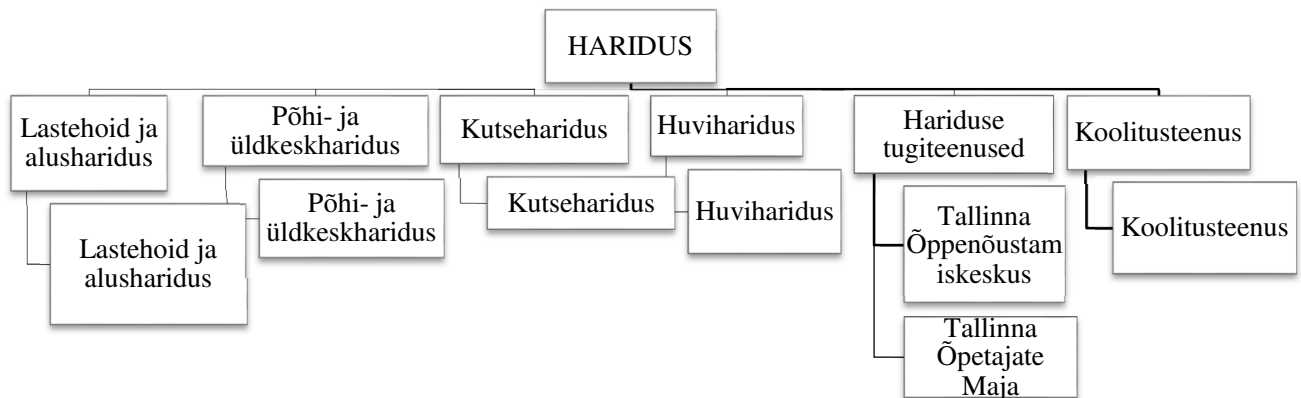 HARIDUS
Lastehoid ja
alusharidus
Põhi- ja
üldkeskharidus
Kutseharidus
Huviharidus
Hariduse
tugiteenused
Koolitusteenus
Lastehoid ja
alusharidus
Põhi- ja
üldkeskharidus
Kutseharidus
Huviharidus
Tallinna
Õppenõustam
iskeskus
Tallinna
Õpetajate
Maja
Koolitusteenus